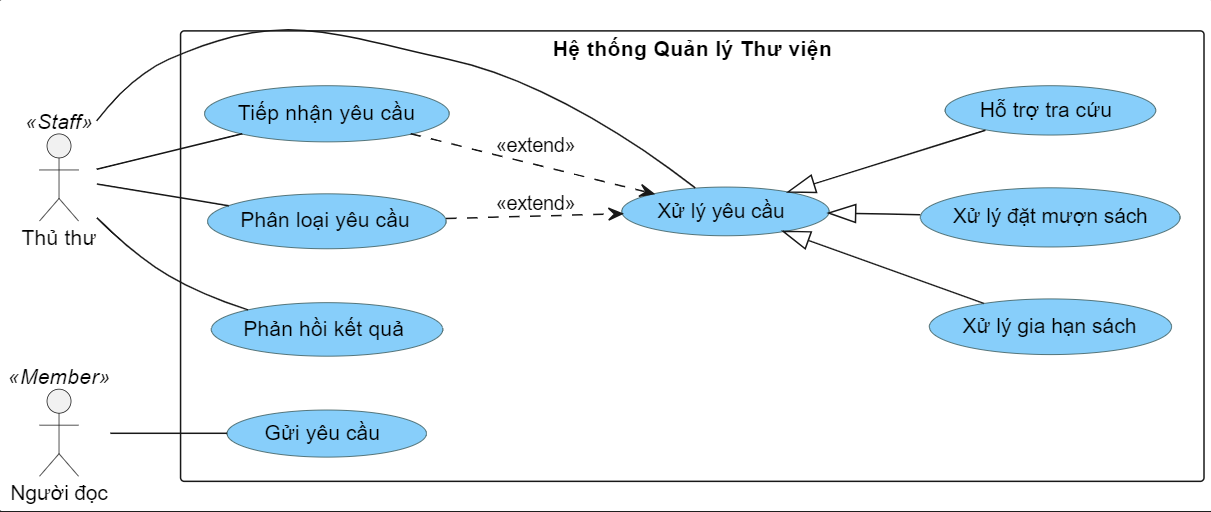 Hệ thống Quản lý Thư viện
«Staff»
Thủ thư
Tiếp nhận yêu cầu
«extend»
Phân loại yêu cầu
«extend»
Phản hồi kết quả
Xử lý yêu cầu
Hỗ trợ tra cứu
Xử lý đặt mượn sách
Xử lý gia hạn sách
«Member»
Người đọc
Gửi yêu cầu